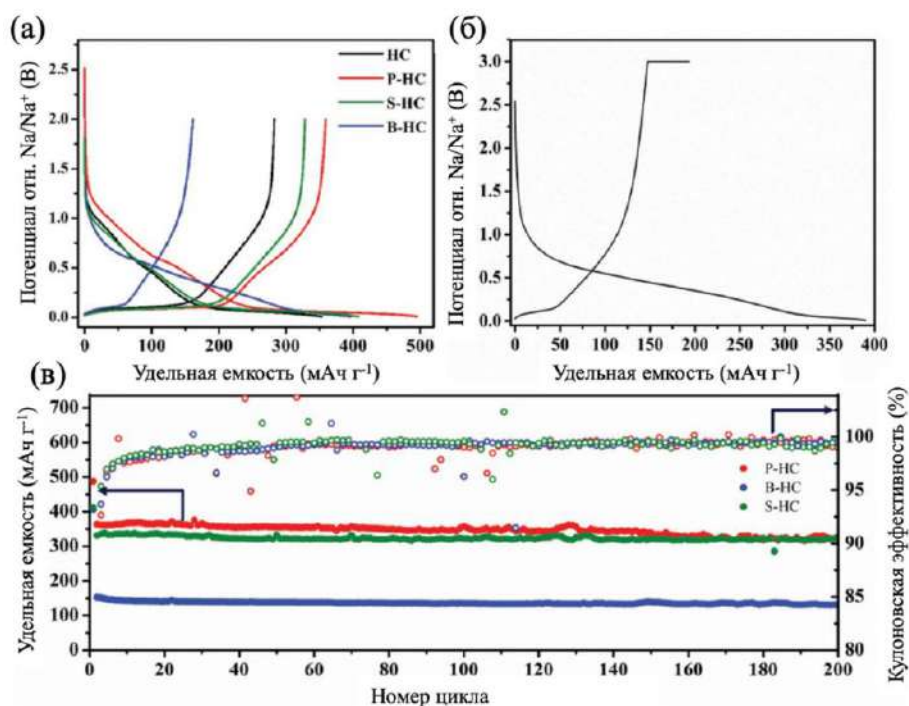 (а)
Потенциал отн. Na/Na⁺ (В)
2.5
2.0
1.5
1.0
0.5
0.0
HC
P-HC
S-HC
B-HC
0 100 200 300 400 500
Удельная емкость (мАч г⁻¹)
(б)
Потенциал отн. Na/Na⁺ (В)
3.0
2.5
2.0
1.5
1.0
0.5
0.0
0 50 100 150 200 250 300 350 400
Удельная емкость (мАч г⁻¹)
(в)
Удельная емкость (мАч г⁻¹)
700
600
500
400
300
200
100
0
P-HC
B-HC
S-HC
100
95
90
85
80
Кулоновская эффективность (%)
0 20 40 60 80 100 120 140 160 180 200
Номер цикла